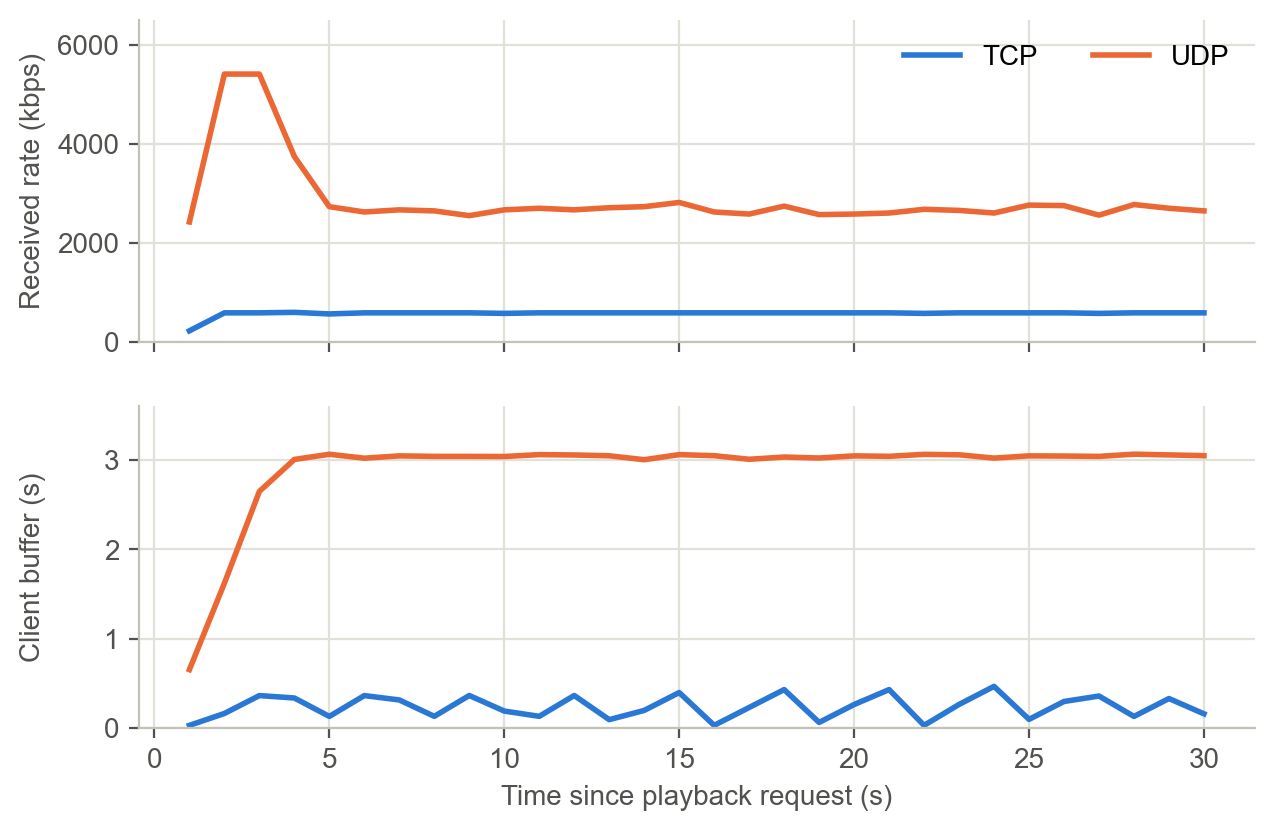 Received rate (kbps)
6000
4000
2000
0
TCP
UDP
Client buffer (s)
3
2
1
0
0 5 10 15 20 25 30
Time since playback request (s)